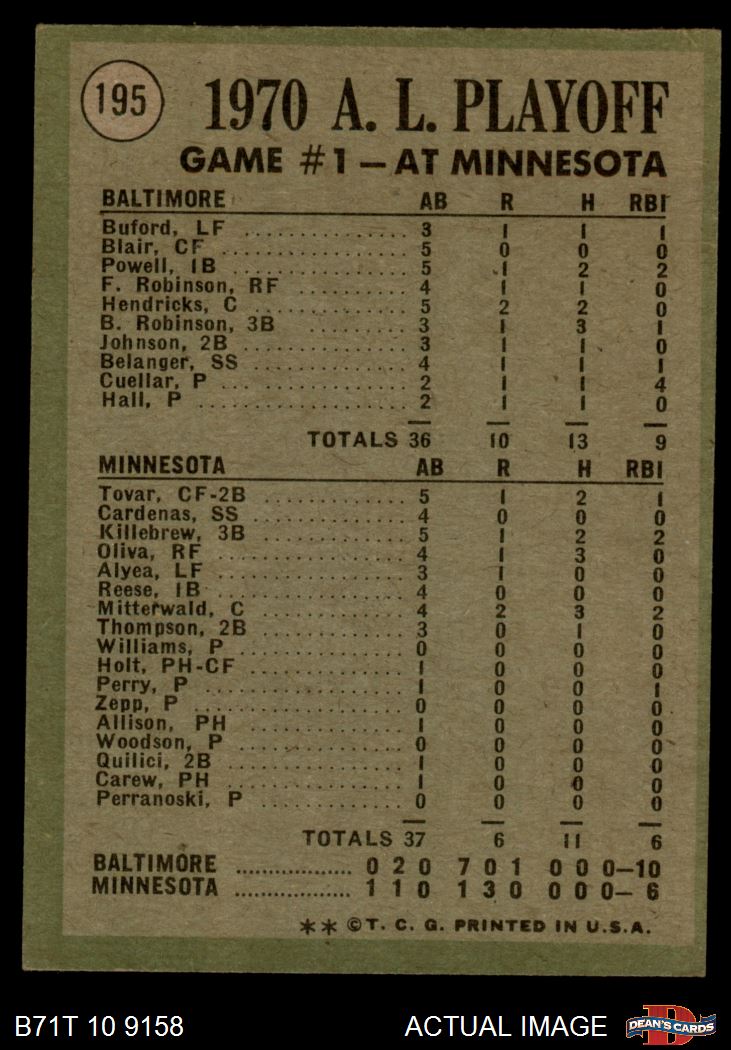 195
1970 A. L. PLAYOFF
GAME #1 — AT MINNESOTA
BALTIMORE AB R H RBI
Buford, LF .............. 3 1 1 1
Blair, CF ................ 5 0 0 0
Powell, 1B .............. 5 1 2 2
F. Robinson, RF ........ 4 1 1 0
Hendricks, C ............ 5 2 2 0
B. Robinson, 3B ........ 3 1 3 1
Johnson, 2B ............ 3 1 1 0
Belanger, SS ............ 4 1 1 1
Cuellar, P ... ............ 2 1 1 4
Hall, P .................. 2 1 1 0
TOTALS 36 10 13 9
MINNESOTA AB R H RBI
Tovar, CF-2B ............ 5 1 2 1
Cardenas, SS ............ 4 0 0 0
Killebrew, 3B ............ 5 1 2 2
Oliva, RF ................ 4 1 3 0
Alyea, LF ................ 3 1 0 0
Reese, 1B ................ 4 0 0 0
Mitterwald, C ............ 4 2 3 2
Thompson, 2B ............ 3 0 1 0
Williams, P .............. 0 0 0 0
Holt, PH-CF .............. 1 0 0 0
Perry, P .................. 1 0 0 1
Zepp, P .................. 0 0 0 0
Allison, PH .............. 1 0 0 0
Woodson, P .............. 0 0 0 0
Quilici, 2B .............. 1 0 0 0
Carew, PH .............. 1 0 0 0
Perranoski, P ............ 0 0 0 0
TOTALS 37 6 11 6
BALTIMORE .................. 0 2 0 7 0 1 0 0 0—10
MINNESOTA .................. 1 1 0 1 3 0 0 0 0— 6
** ©T. C. G. PRINTED IN U.S.A.
B71T 10 9158 ACTUAL IMAGE D DEAN'S CARDS